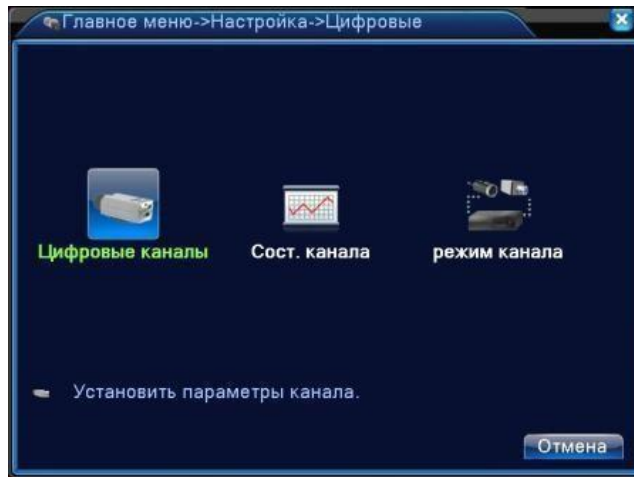 Главное меню->Настройка->Цифровые
Цифровые каналы
Сост. канала
режим канала
Установить параметры канала.
Отмена